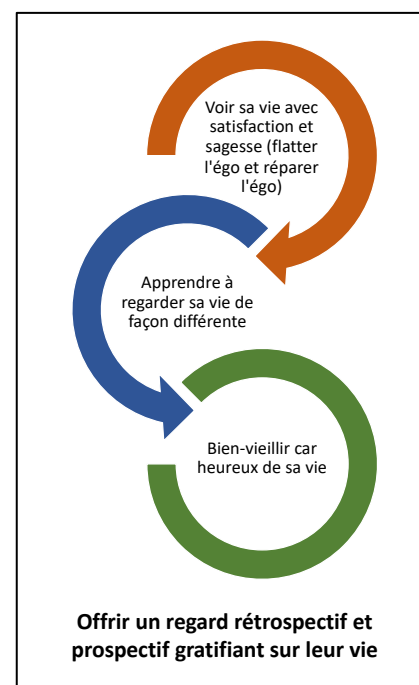 Voir sa vie avec
satisfaction et
sagesse (flatter
l'égo et réparer
l'égo)
Apprendre à
regarder sa vie de
façon différente
Bien-vieillir car
heureux de sa vie
Offrir un regard rétrospectif et
prospectif gratifiant sur leur vie